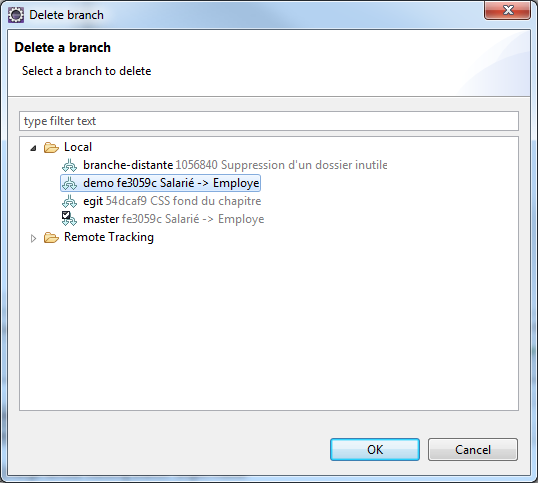 Delete branch
Delete a branch
Select a branch to delete
type filter text
Local
branche-distante 1056840 Suppression d'un dossier inutile
demo fe3059c Salarié -> Employe
egit 54dcaf9 CSS fond du chapitre
master fe3059c Salarié -> Employe
Remote Tracking
OK
Cancel